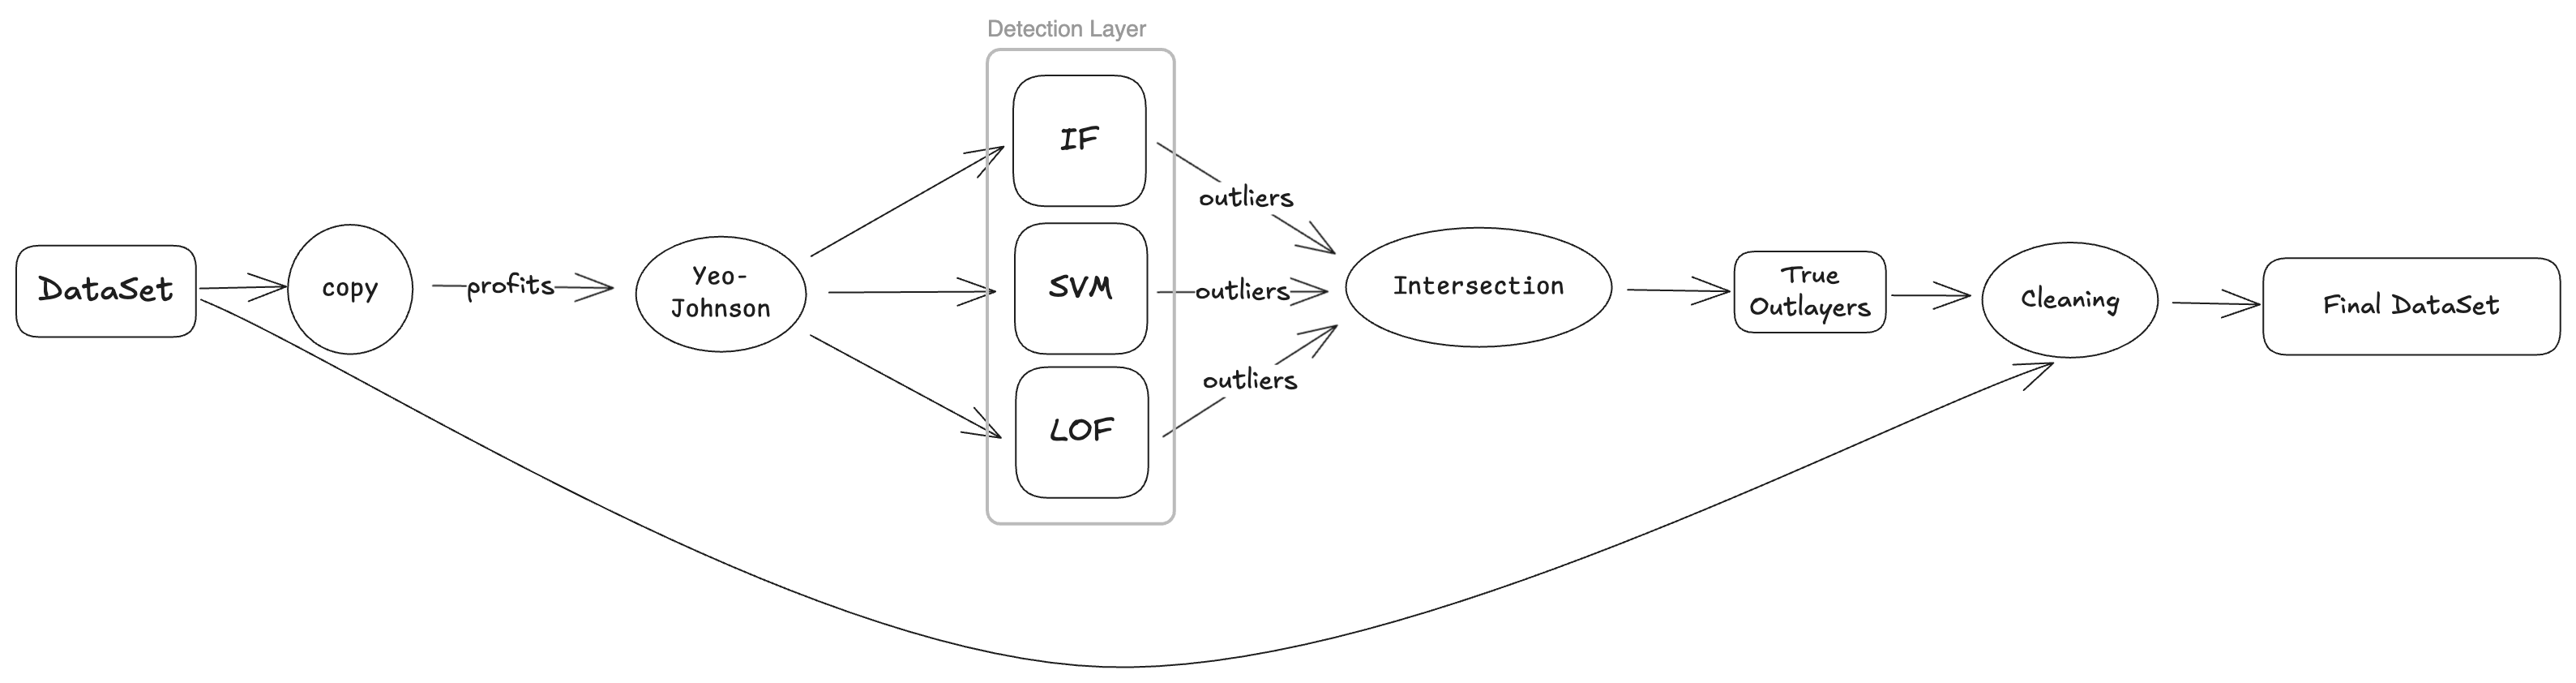 Detection Layer
DataSet
copy
profits
Yeo-
Johnson
IF
SVM
LOF
outliers
outliers
outliers
Intersection
True
Outlayers
Cleaning
Final DataSet